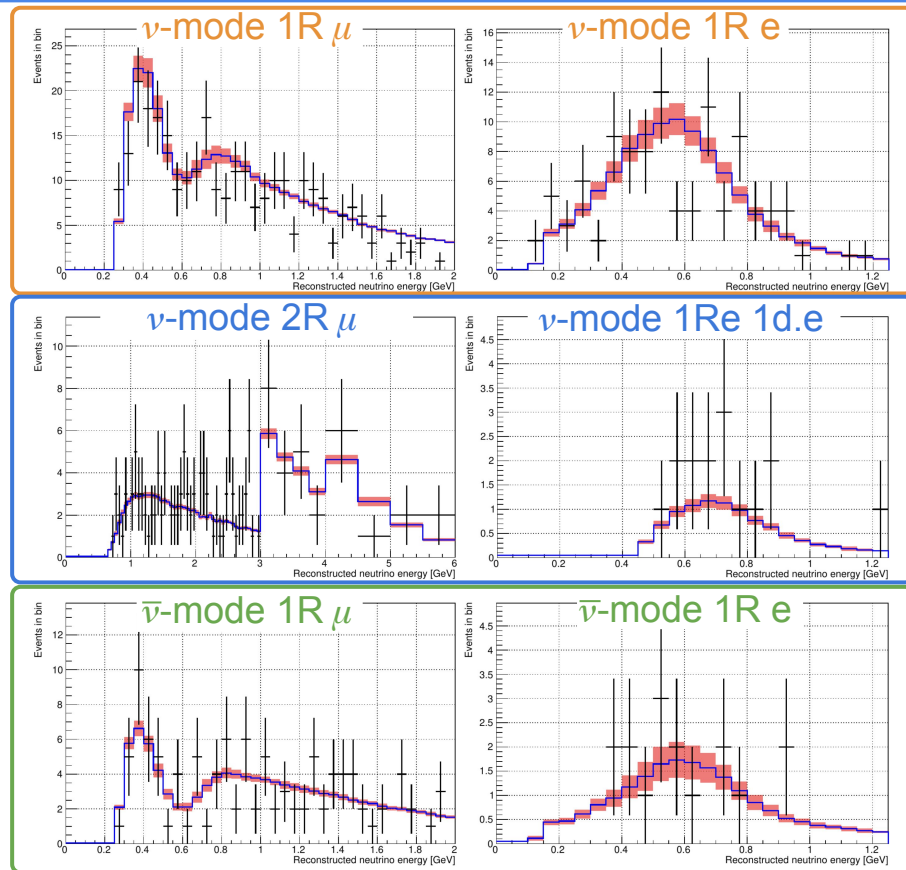 ν-mode 1R μ
Events in bin
25
20
15
10
5
0
0 0.2 0.4 0.6 0.8 1 1.2 1.4 1.6 1.8 2
Reconstructed neutrino energy [GeV]
ν-mode 1R e
Events in bin
16
14
12
10
8
6
4
2
0
0.2 0.4 0.6 0.8 1 1.2
Reconstructed neutrino energy [GeV]
ν-mode 2R μ
Events in bin
10
8
6
4
2
0
1 2 3 4 5 6
Reconstructed neutrino energy [GeV]
ν-mode 1Re 1d.e
Events in bin
4.5
4
3.5
3
2.5
2
1.5
1
0.5
0
0 0.2 0.4 0.6 0.8 1 1.2
Reconstructed neutrino energy [GeV]
ν̅-mode 1R μ
Events in bin
12
10
8
6
4
2
0
0 0.2 0.4 0.6 0.8 1 1.2 1.4 1.6 1.8 2
Reconstructed neutrino energy [GeV]
ν̅-mode 1R e
Events in bin
4.5
4
3.5
3
2.5
2
1.5
1
0.5
0
0 0.2 0.4 0.6 0.8 1 1.2
Reconstructed neutrino energy [GeV]